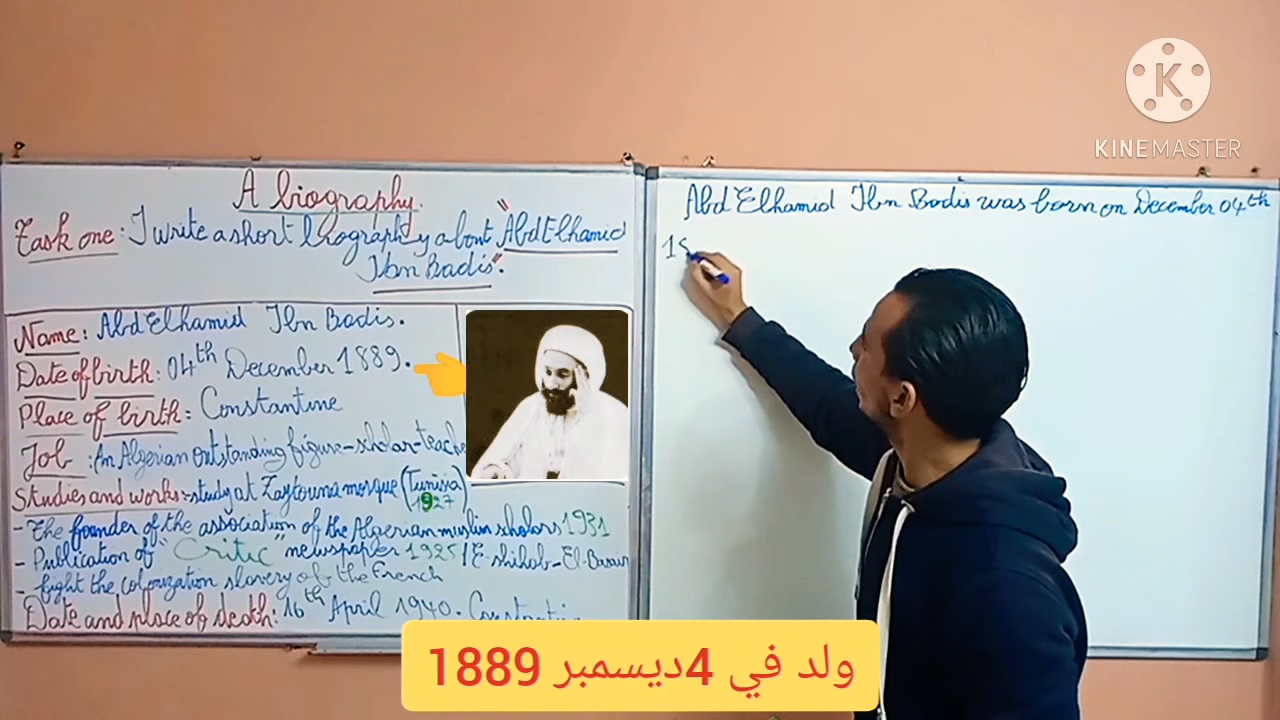 A biography.
Task one : I write a short biography about "Abd Elhamid
Ibn Badis".
Name : Abd Elhamid Ibn Badis.
Date of birth : 04th December 1889.
Place of birth : Constantine
Job : An Algerian outstanding figure - sholar - teache
Studies and works :- study at Zaytouna mosque (Tunisia)
1927
- The founder of the association of the Algerian muslim scholars 1931
- Publication of "Critic" newspaper 1925 / E-shihab - El-Basair
- fight the colonization slavery of the French
Date and place of death : 16th April 1940. Constantine
Abd Elhamid Ibn Badis was born on December 04th
18
KINEMASTER
ولد في 4ديسمبر 1889